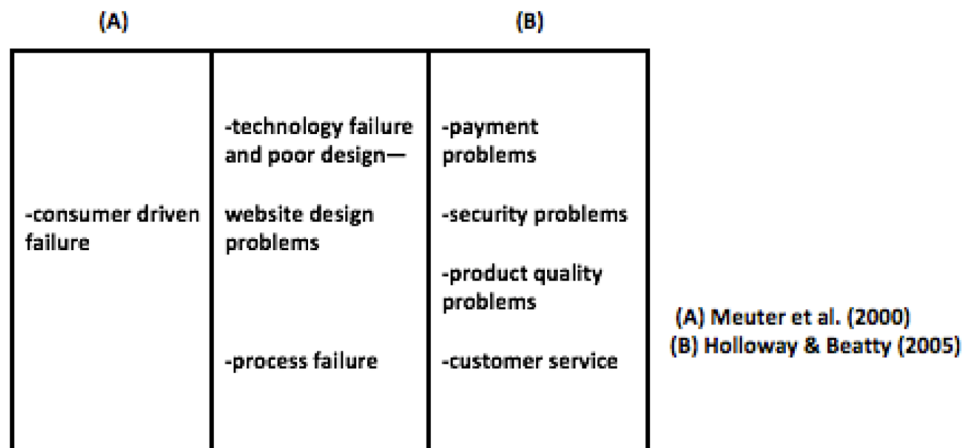 (A)
(B)
-consumer driven
failure
-technology failure
and poor design—
website design
problems
-process failure
-payment
problems
-security problems
-product quality
problems
-customer service
(A) Meuter et al. (2000)
(B) Holloway & Beatty (2005)